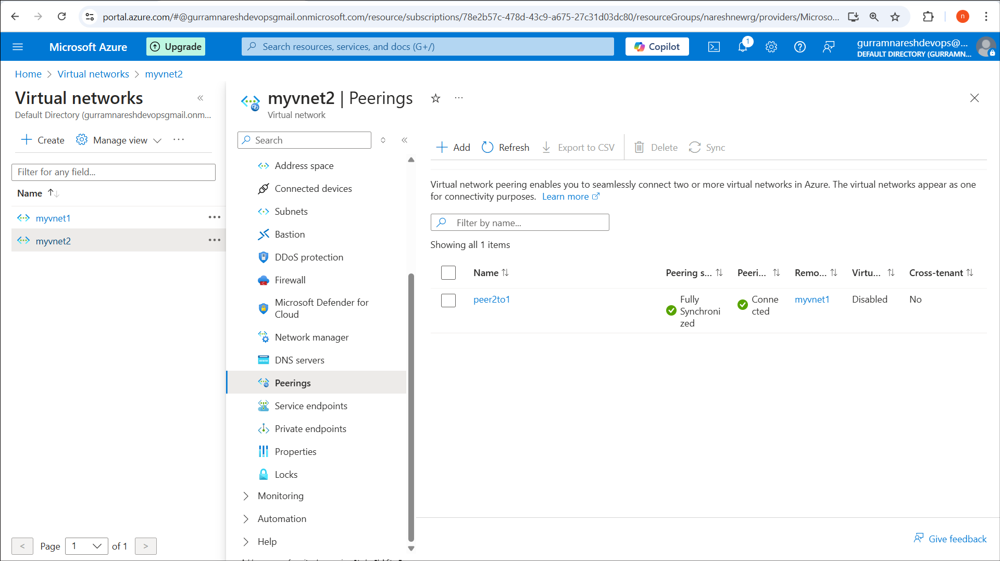 portal.azure.com/#@gurramnareshdevopsgmail.onmicrosoft.com/resource/subscriptions/78e2b57c-478d-43c9-a675-27c31d03dc80/resourceGroups/nareshnewrg/providers/Microso...
n
Microsoft Azure
Upgrade
Search resources, services, and docs (G+/)
Copilot
1
gurramnareshdevops@...
DEFAULT DIRECTORY (GURRAMN...
Home > Virtual networks > myvnet2
Virtual networks
Default Directory (gurramnareshdevopsgmail.onm...
Create
Manage view
Filter for any field...
Name
myvnet1
myvnet2
< Page 1 of 1 >
myvnet2 | Peerings
Virtual network
Search
Address space
Connected devices
Subnets
Bastion
DDoS protection
Firewall
Microsoft Defender for
Cloud
Network manager
DNS servers
Peerings
Service endpoints
Private endpoints
Properties
Locks
Monitoring
Automation
Help
Add
Refresh
Export to CSV
Delete
Sync
Virtual network peering enables you to seamlessly connect two or more virtual networks in Azure. The virtual networks appear as one
for connectivity purposes. Learn more
Filter by name...
Showing all 1 items
Name Peering s... Peeri... Remo... Virtu... Cross-tenant
peer2to1
Fully
Synchroni
zed
Conne
cted
myvnet1
Disabled
No
Give feedback